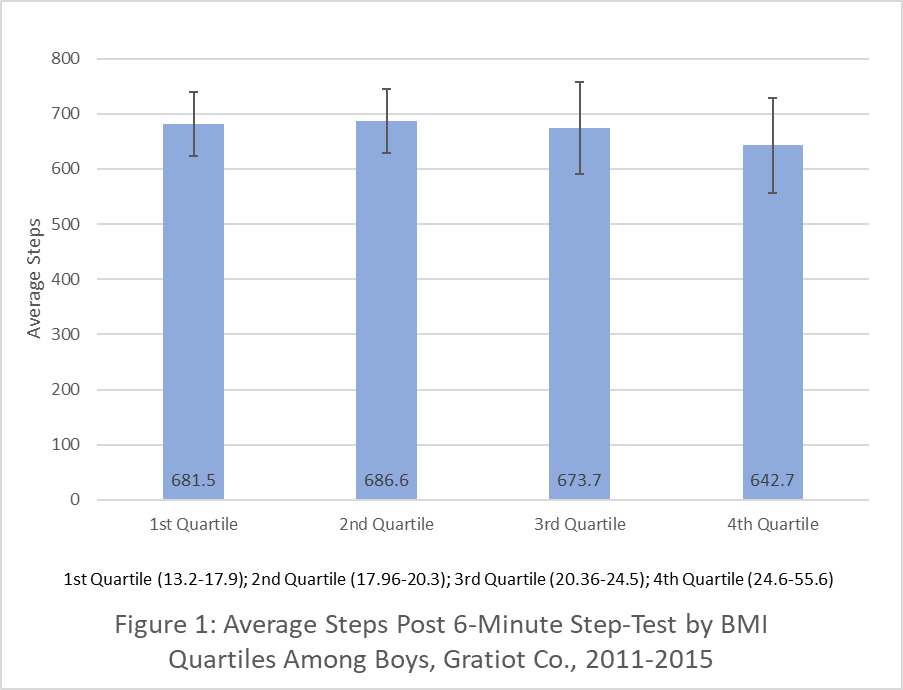 800
700
600
500
400
300
200
100
0
Average Steps
681.5
686.6
673.7
642.7
1st Quartile
2nd Quartile
3rd Quartile
4th Quartile
1st Quartile (13.2-17.9); 2nd Quartile (17.96-20.3); 3rd Quartile (20.36-24.5); 4th Quartile (24.6-55.6)
Figure 1: Average Steps Post 6-Minute Step-Test by BMI
Quartiles Among Boys, Gratiot Co., 2011-2015